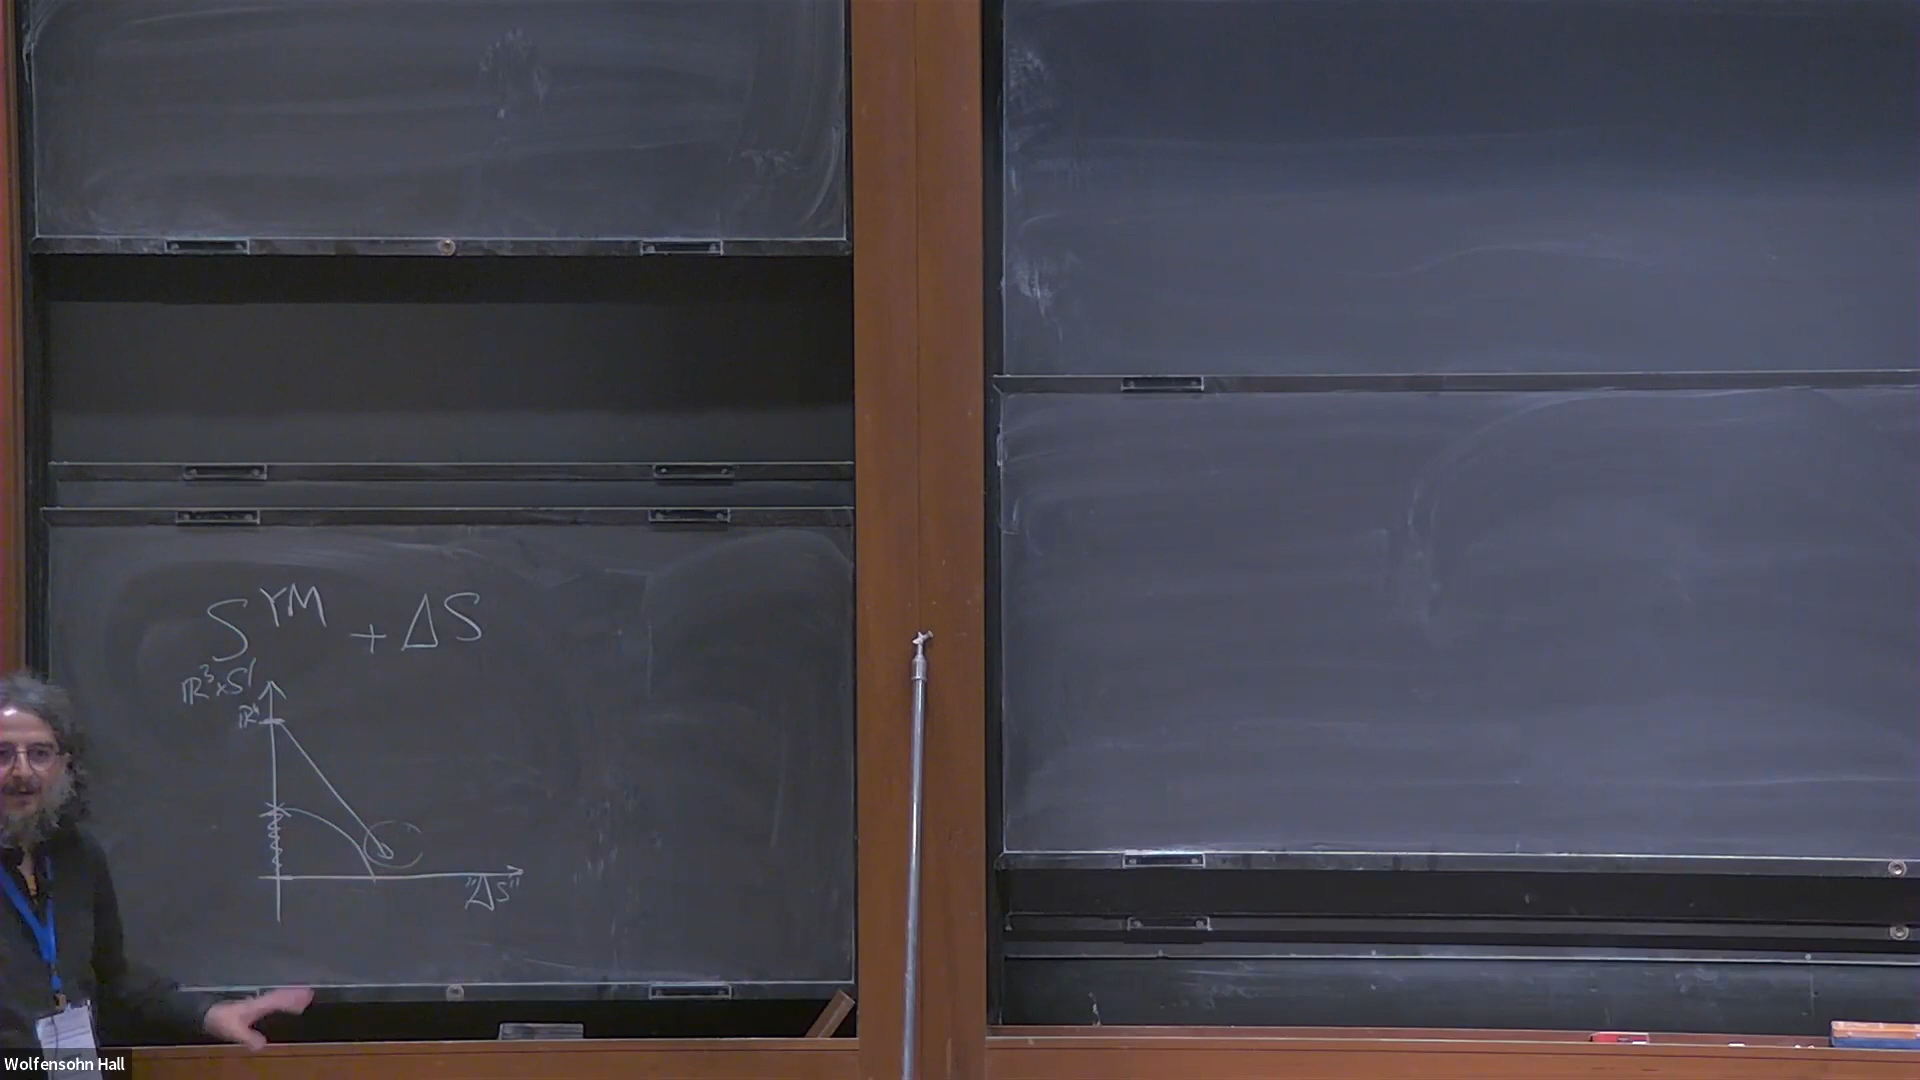 S^YM + ΔS
R³×S¹
R⁴
"ΔS"
Wolfensohn Hall